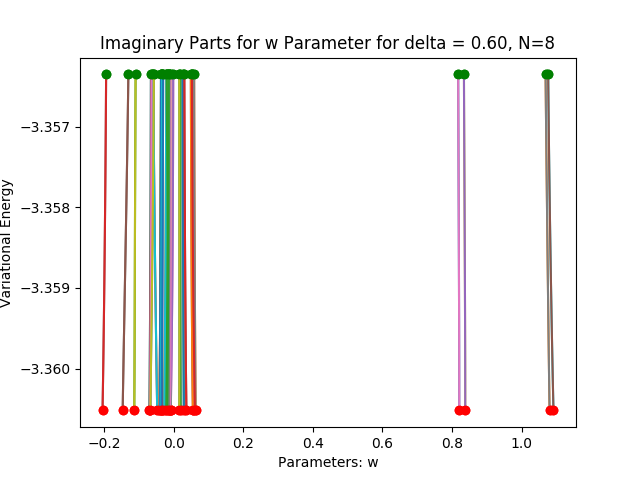 Imaginary Parts for w Parameter for delta = 0.60, N=8
Variational Energy
−3.357
−3.358
−3.359
−3.360
−0.2 0.0 0.2 0.4 0.6 0.8 1.0
Parameters: w